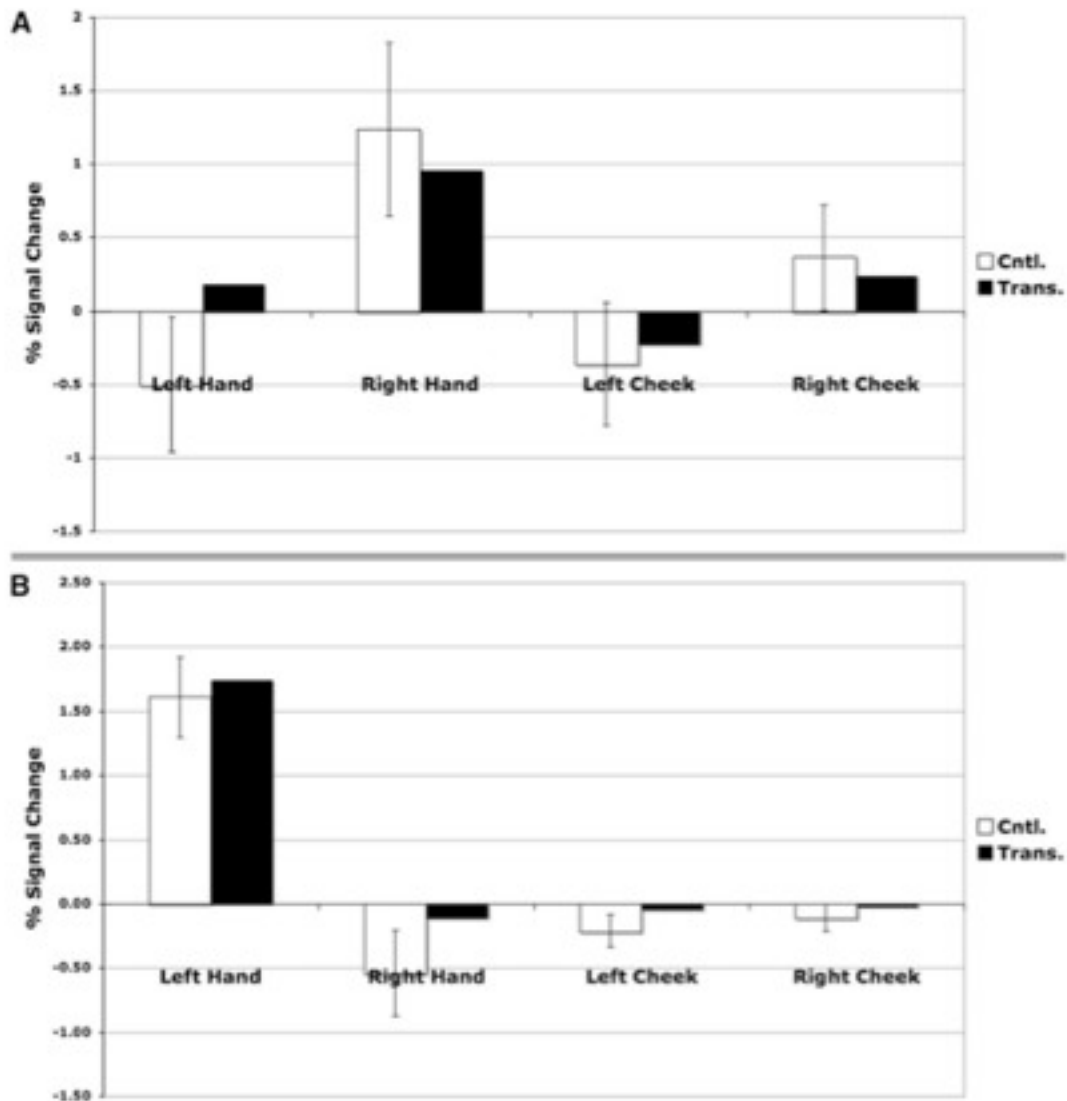 A
% Signal Change
2
1.5
1
0.5
0
-0.5
-1
-1.5
Left Hand
Right Hand
Left Cheek
Right Cheek
Cntl.
Trans.
B
% Signal Change
2.50
2.00
1.50
1.00
0.50
0.00
-0.50
-1.00
-1.50
Left Hand
Right Hand
Left Cheek
Right Cheek
Cntl.
Trans.